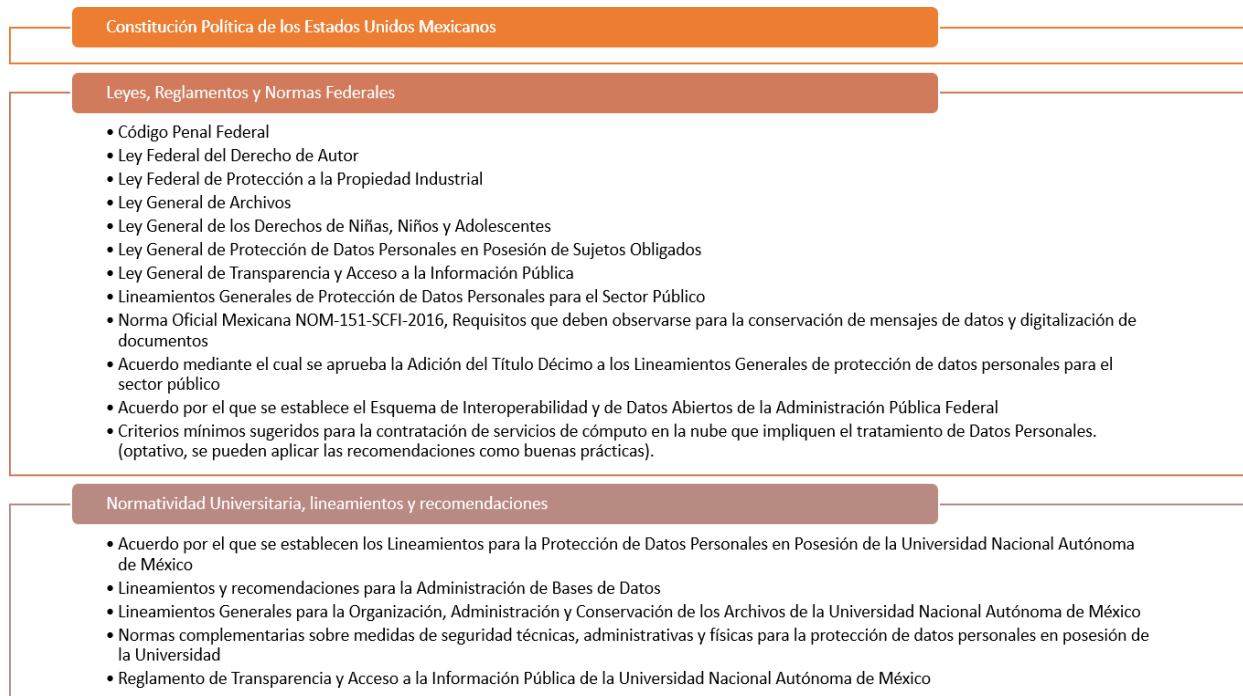 Constitución Política de los Estados Unidos Mexicanos
Leyes, Reglamentos y Normas Federales
• Código Penal Federal
• Ley Federal del Derecho de Autor
• Ley Federal de Protección a la Propiedad Industrial
• Ley General de Archivos
• Ley General de los Derechos de Niñas, Niños y Adolescentes
• Ley General de Protección de Datos Personales en Posesión de Sujetos Obligados
• Ley General de Transparencia y Acceso a la Información Pública
• Lineamientos Generales de Protección de Datos Personales para el Sector Público
• Norma Oficial Mexicana NOM-151-SCFI-2016, Requisitos que deben observarse para la conservación de mensajes de datos y digitalización de
documentos
• Acuerdo mediante el cual se aprueba la Adición del Título Décimo a los Lineamientos Generales de protección de datos personales para el
sector público
• Acuerdo por el que se establece el Esquema de Interoperabilidad y de Datos Abiertos de la Administración Pública Federal
• Criterios mínimos sugeridos para la contratación de servicios de cómputo en la nube que impliquen el tratamiento de Datos Personales.
(optativo, se pueden aplicar las recomendaciones como buenas prácticas).
Normatividad Universitaria, lineamientos y recomendaciones
• Acuerdo por el que se establecen los Lineamientos para la Protección de Datos Personales en Posesión de la Universidad Nacional Autónoma
de México
• Lineamientos y recomendaciones para la Administración de Bases de Datos
• Lineamientos Generales para la Organización, Administración y Conservación de los Archivos de la Universidad Nacional Autónoma de México
• Normas complementarias sobre medidas de seguridad técnicas, administrativas y físicas para la protección de datos personales en posesión de
la Universidad
• Reglamento de Transparencia y Acceso a la Información Pública de la Universidad Nacional Autónoma de México